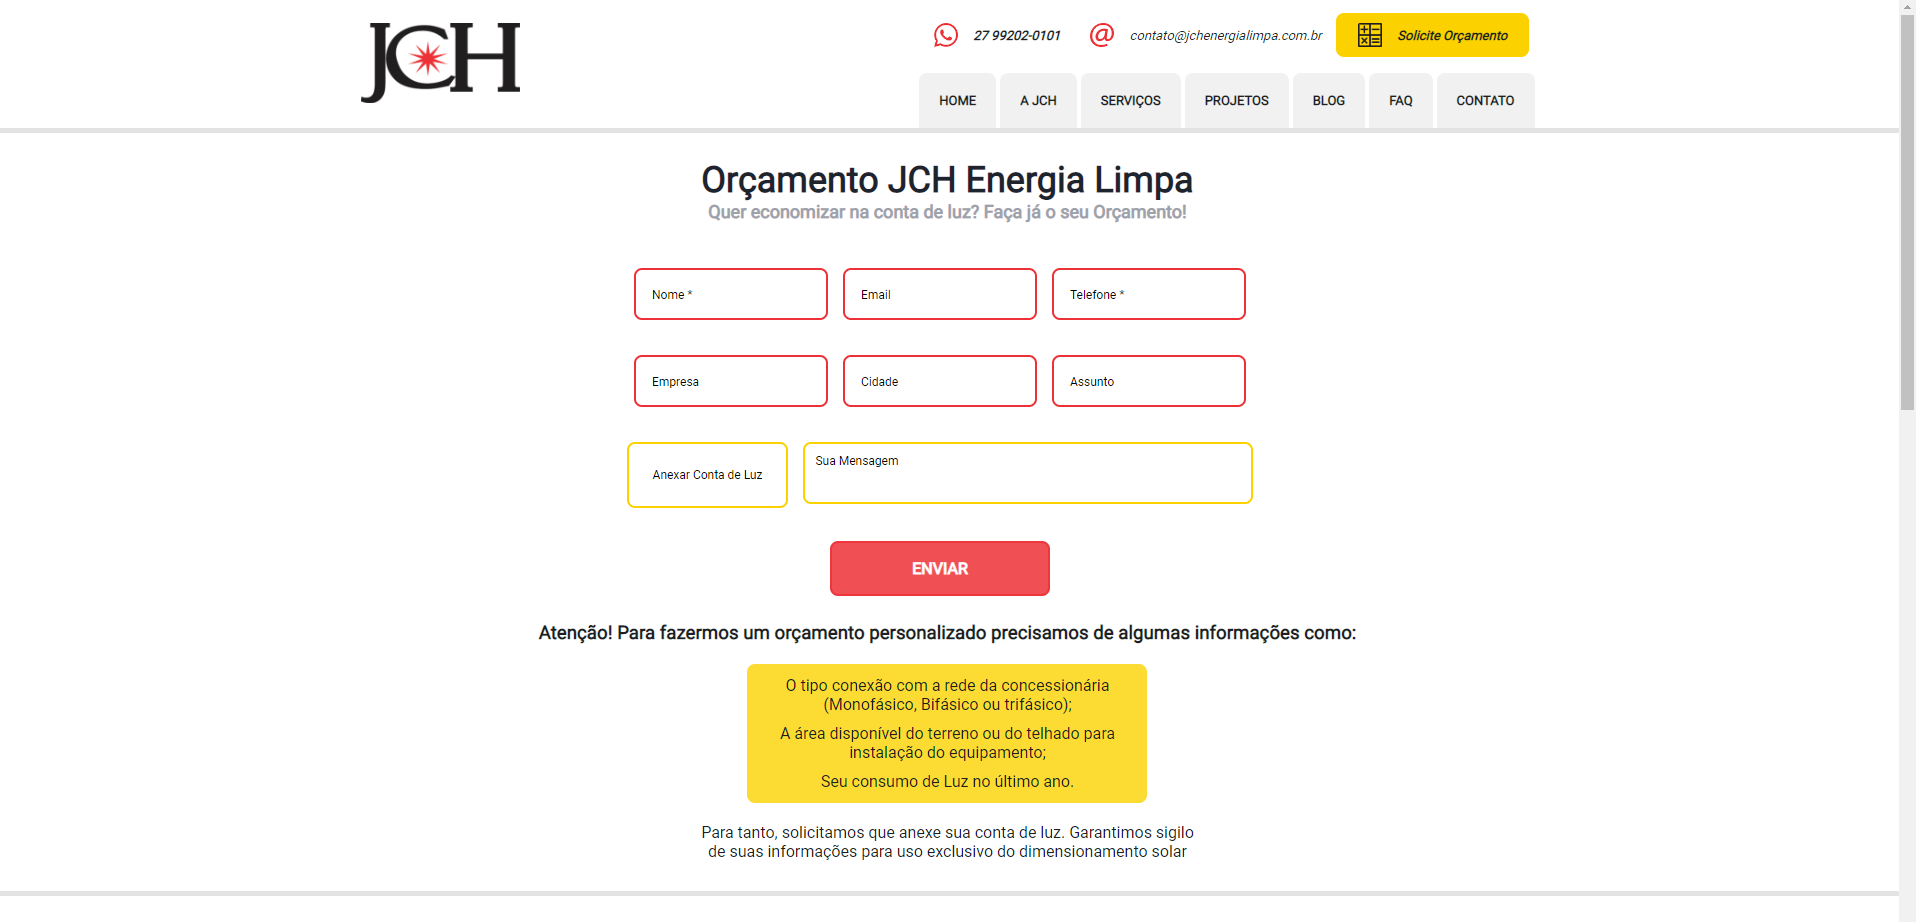 JCH
27 99202-0101
contato@jchenergialimpa.com.br
Solicite Orçamento
HOME
A JCH
SERVIÇOS
PROJETOS
BLOG
FAQ
CONTATO
Orçamento JCH Energia Limpa
Quer economizar na conta de luz? Faça já o seu Orçamento!
Nome *
Email
Telefone *
Empresa
Cidade
Assunto
Anexar Conta de Luz
Sua Mensagem
ENVIAR
Atenção! Para fazermos um orçamento personalizado precisamos de algumas informações como:
O tipo conexão com a rede da concessionária
(Monofásico, Bifásico ou trifásico);
A área disponível do terreno ou do telhado para
instalação do equipamento;
Seu consumo de Luz no último ano.
Para tanto, solicitamos que anexe sua conta de luz. Garantimos sigilo
de suas informações para uso exclusivo do dimensionamento solar